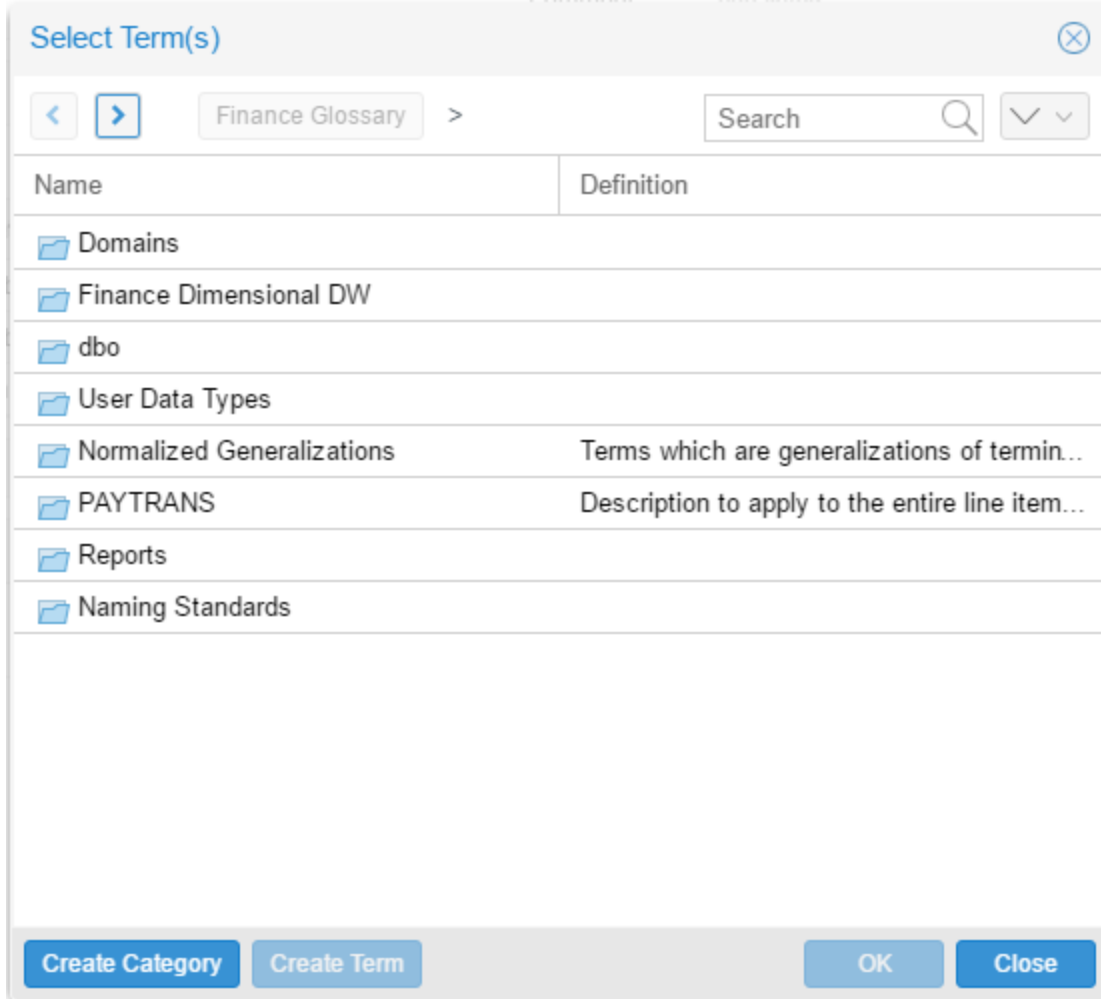 Select Term(s)
Finance Glossary >
Search
Name Definition
Domains
Finance Dimensional DW
dbo
User Data Types
Normalized Generalizations Terms which are generalizations of termin...
PAYTRANS Description to apply to the entire line item...
Reports
Naming Standards
Create Category Create Term OK Close